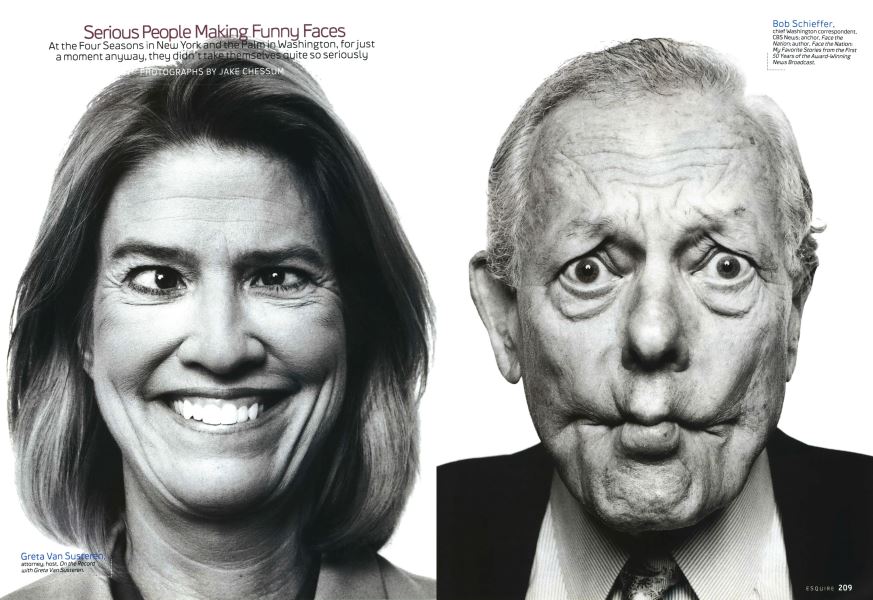 Serious People Making Funny Faces
At the Four Seasons in New York and the Palm in Washington, for just
a moment anyway, they didn't take themselves quite so seriously
PHOTOGRAPHS BY JAKE CHESSUM
Bob Schieffer,
chief Washington correspondent,
CBS News; anchor, Face the
Nation; author, Face the Nation:
My Favorite Stories from the First
50 Years of the Award-Winning
News Broadcast.
Greta Van Susteren,
attorney; host, On the Record
with Greta Van Susteren.
ESQUIRE 209